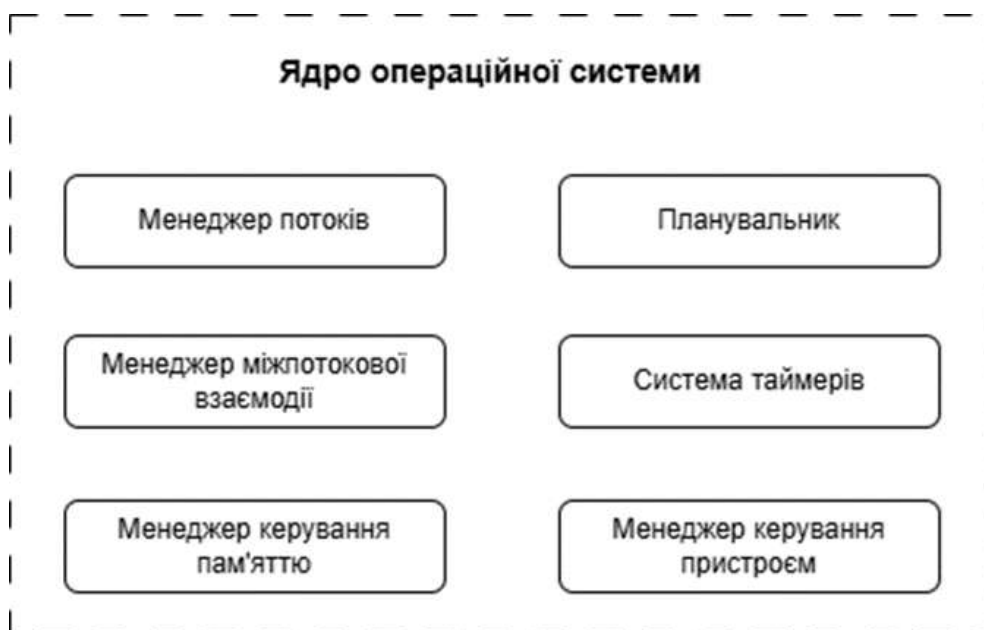 Ядро операційної системи
Менеджер потоків
Планувальник
Менеджер міжпотокової
взаємодії
Система таймерів
Менеджер керування
пам'яттю
Менеджер керування
пристроєм